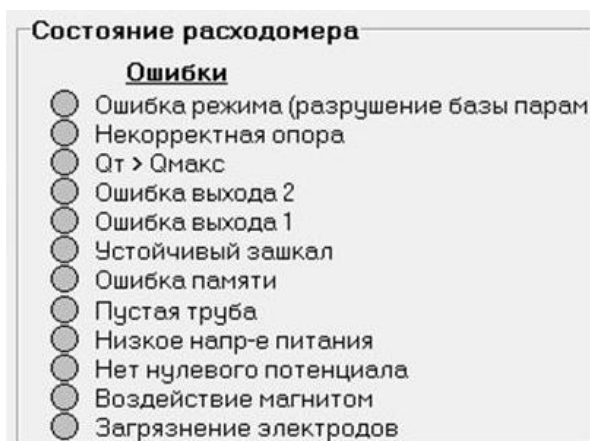 Состояние расходомера
Ошибки
Ошибка режима (разрушение базы парам
Некорректная опора
Qт > Qмакс
Ошибка выхода 2
Ошибка выхода 1
Устойчивый зашкал
Ошибка памяти
Пустая труба
Низкое напр-е питания
Нет нулевого потенциала
Воздействие магнитом
Загрязнение электродов